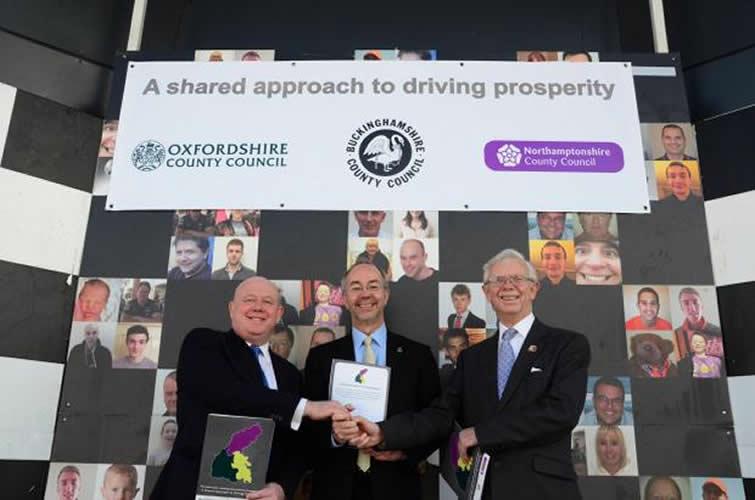 A shared approach to driving prosperity
OXFORDSHIRE
COUNTY COUNCIL
BUCKINGHAMSHIRE
COUNTY COUNCIL
Northamptonshire
County Council